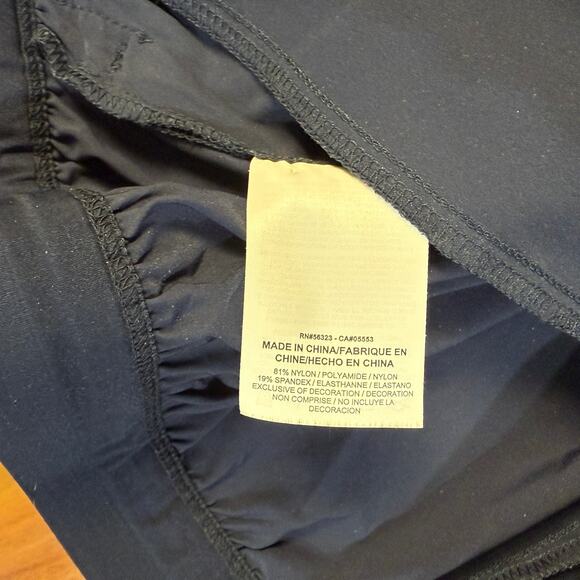 RN#56323 - CA#05553
MADE IN CHINA/FABRIQUE EN
CHINE/HECHO EN CHINA
81% NYLON / POLYAMIDE / NYLON
19% SPANDEX / ELASTHANNE / ELASTANO
EXCLUSIVE OF DECORATION / DECORATION
NON COMPRISE / NO INCLUYE LA
DECORACION